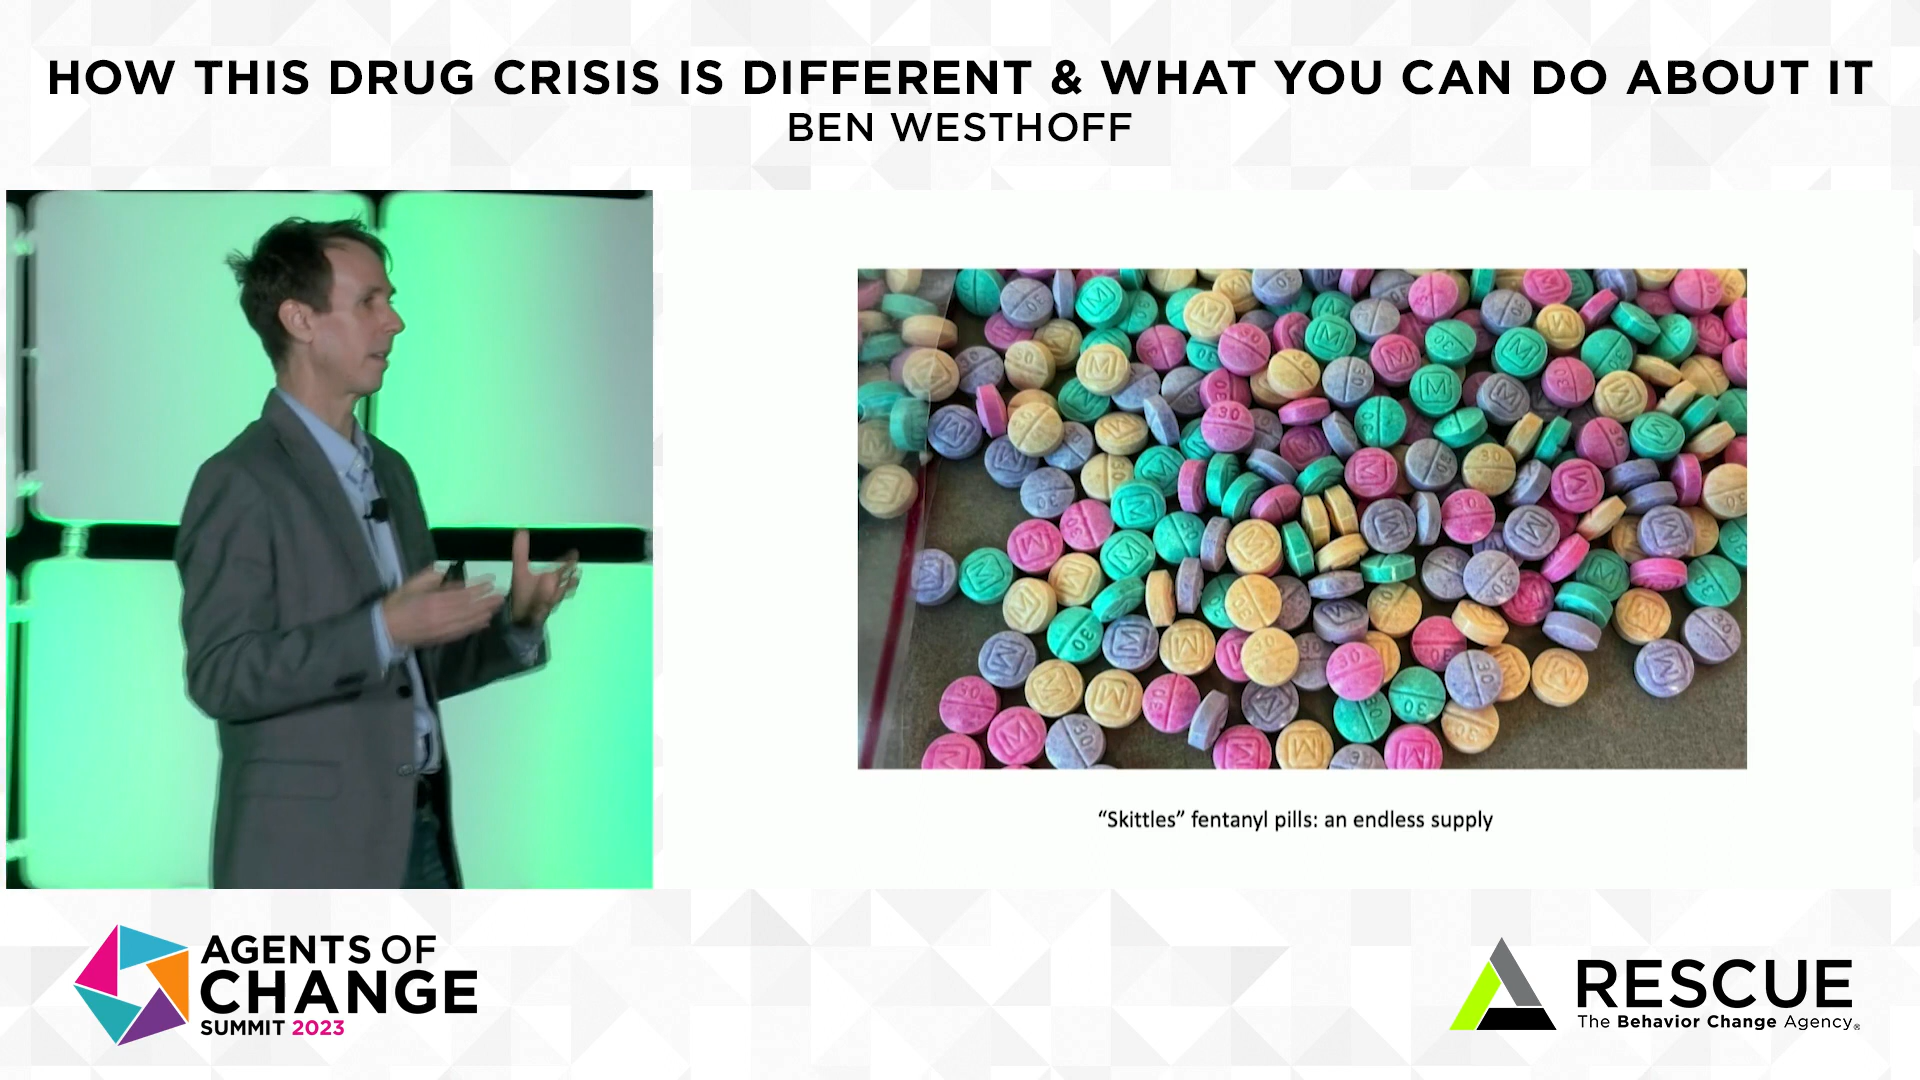 HOW THIS DRUG CRISIS IS DIFFERENT & WHAT YOU CAN DO ABOUT IT
BEN WESTHOFF
M
30
“Skittles” fentanyl pills: an endless supply
AGENTS OF
CHANGE
SUMMIT 2023
RESCUE
The Behavior Change Agency®